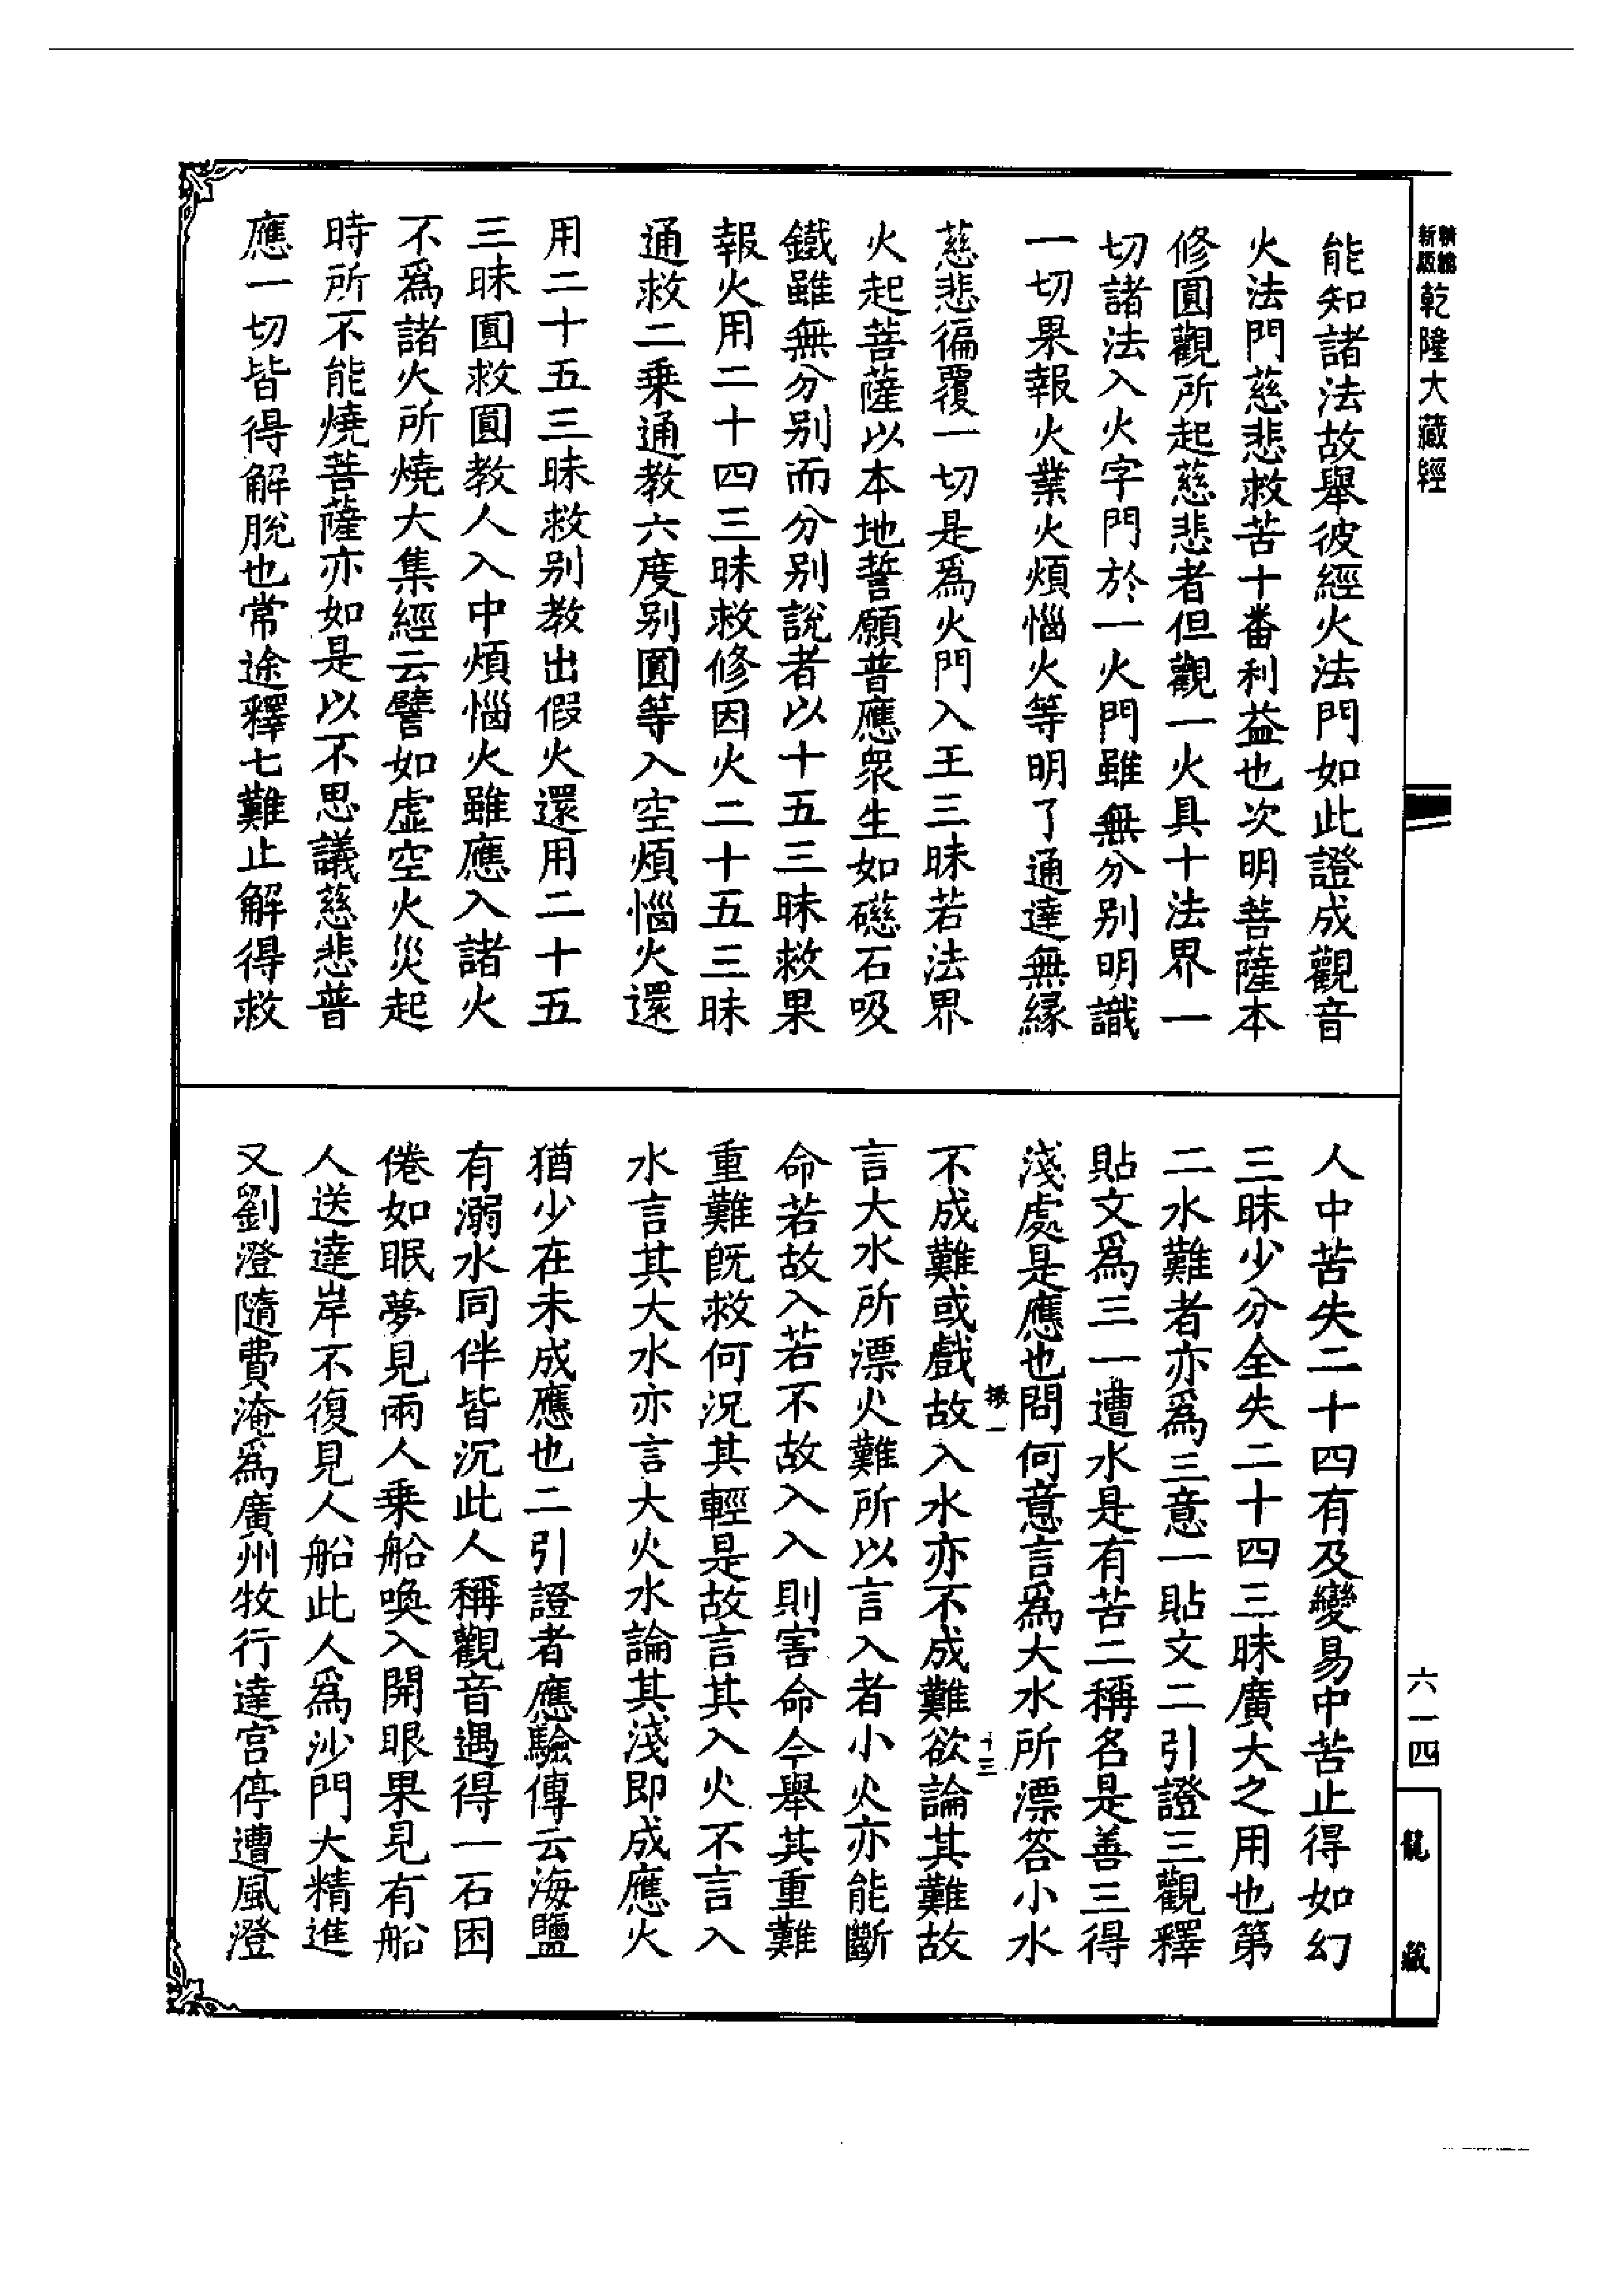 新版 乾隆大藏經
能知諸法故舉彼經火法門如此證成觀音
火法門慈悲救苦十番利益也次明菩薩本
修圓觀所起慈悲者但觀一火具十法界一
切諸法入火字門於一火門雖無分別明識
一切果報火業火煩惱火等明了通達無緣
慈悲徧覆一切是爲火門入王三昧若法界
火起菩薩以本地誓願普應衆生如礠石吸
鐵雖無分別而分別說者以十五三昧救果
報火用二十四三昧救修因火二十五三昧
通救二乗通教六度別圓等入空煩惱火還
用二十五三昧救別教出假火還用二十五
三昧圓救圓教人入中煩惱火雖應入諸火
不爲諸火所燒大集經云譬如虛空火災起
時所不能燒菩薩亦如是以不思議慈悲普
應一切皆得解脫也常途釋七難止解得救
人中苦失二十四有及變易中苦止得如幻
三昧少分全失二十四三昧廣大之用也第
二水難者亦爲三意一貼文二引證三觀釋
貼文爲三一遭水是有苦二稱名是善三得
淺處是應也問何意言爲大水所漂答小水
不成難或戲故入水亦不成難欲論其難故
言大水所漂火難所以言入者小火亦能斷
命若故入若不故入入則害命今舉其重難
重難旣救何況其輕是故言其入火不言入
水言其大水亦言大火水論其淺即成應火
猶少在未成應也二引證者應驗傳云海鹽
有溺水同伴皆沉此人稱觀音遇得一石困
倦如眠夢見兩人乗船喚入開眼果見有船
人送達岸不復見人船此人爲沙門大精進
又劉澄隨費淹爲廣州牧行達宮停遭風澄
六一四
龍藏